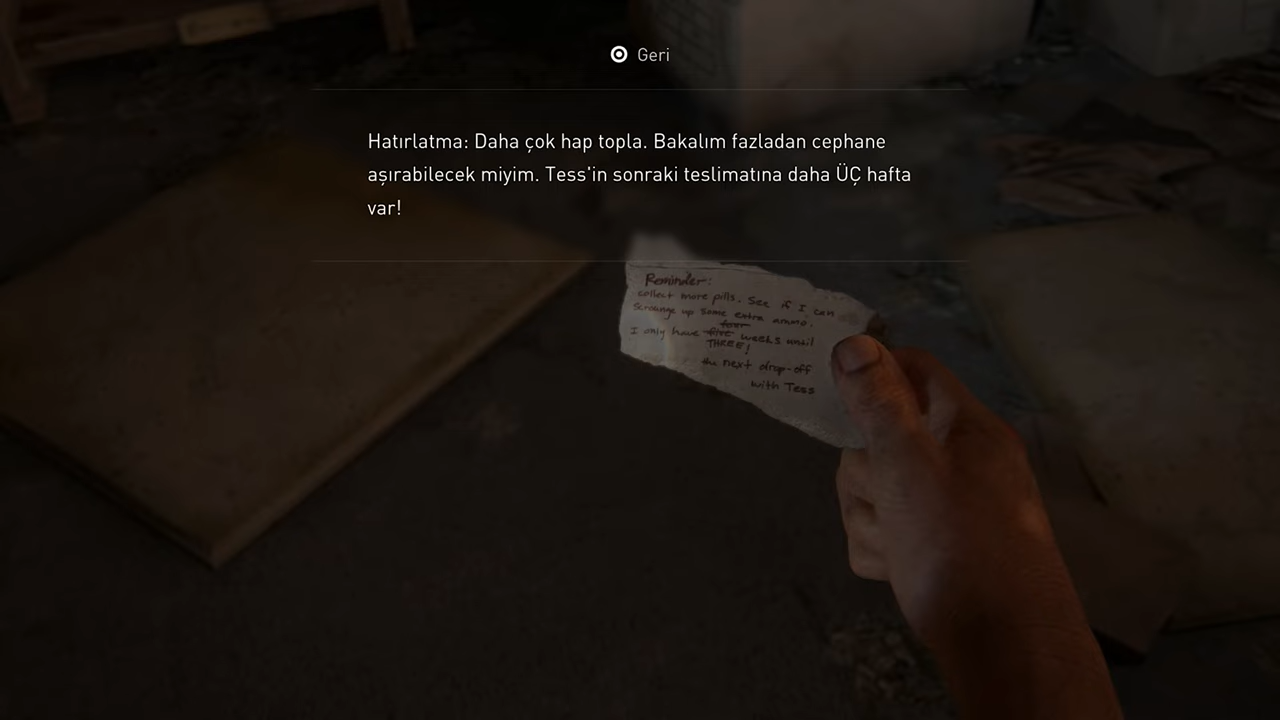 Geri
Hatırlatma: Daha çok hap topla. Bakalım fazladan cephane
aşırabilecek miyim. Tess'in sonraki teslimatına daha ÜÇ hafta
var!
Reminder:
collect more pills. See if I can
scrounge up some extra ammo.
four
I only have five weeks until
THREE!
the next drop-off
with Tess